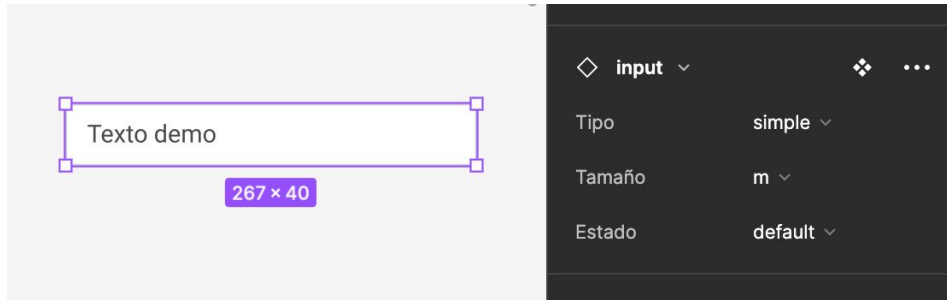 Texto demo
267 × 40
input
Tipo simple
Tamaño m
Estado default